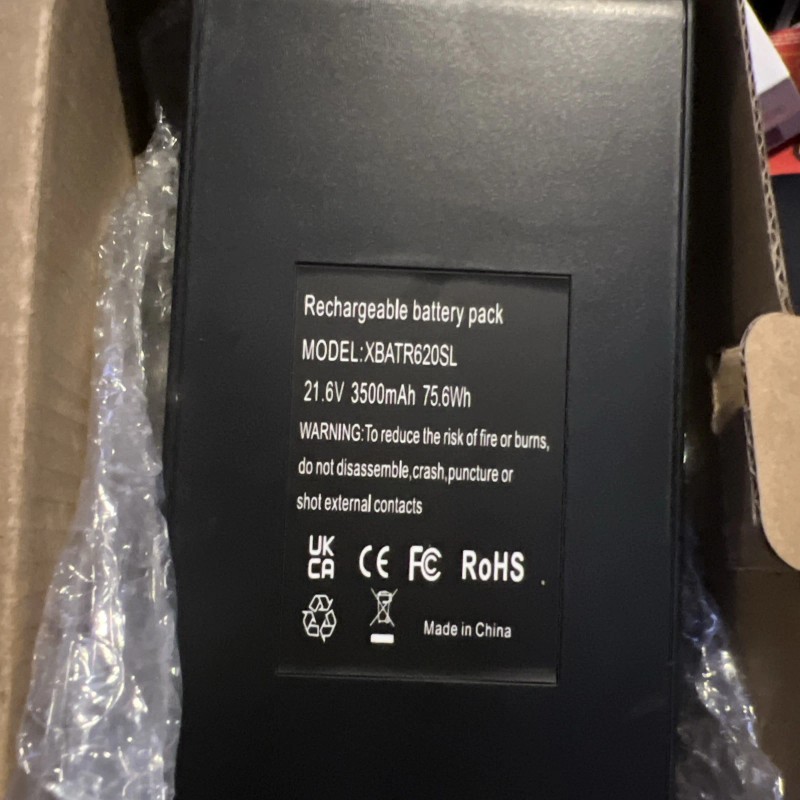 Rechargeable battery pack
MODEL:XBATR620SL
21.6V 3500mAh 75.6Wh
WARNING:To reduce the risk of fire or burns,
do not disassemble,crash,puncture or
shot external contacts
UK
CA CE FC RoHS
Made in China